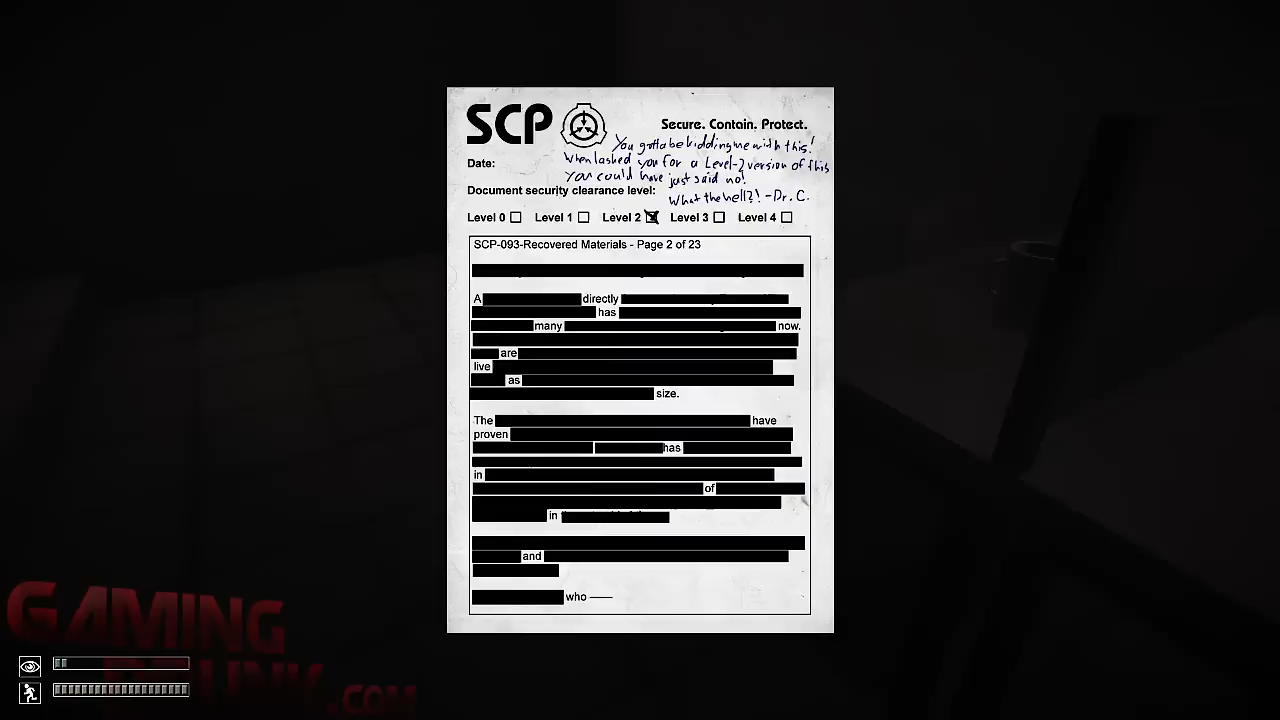 SCP
Secure. Contain. Protect.
You gotta be kidding me with this!
When I asked you for a Level-2 version of this
Date:
you could have just said no!
Document security clearance level:
What the hell?! -Dr. C.
Level 0 Level 1 Level 2 Level 3 Level 4
SCP-093-Recovered Materials - Page 2 of 23
A directly
has
many now.
are
live
as
size.
The have
proven
has
in
of
in
and
who —
GAMING
DRUNK.COM